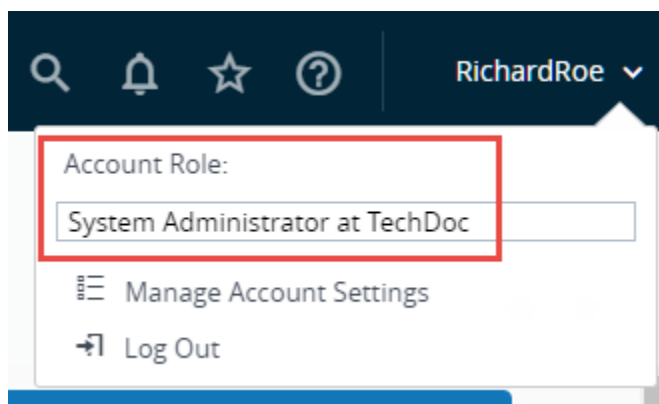 RichardRoe
Account Role:
System Administrator at TechDoc
Manage Account Settings
Log Out